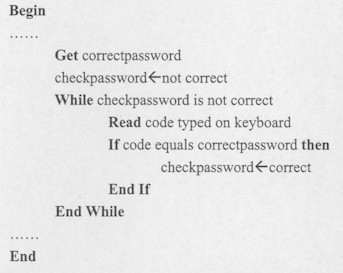 Begin
......
Get correctpassword
checkpassword←not correct
While checkpassword is not correct
Read code typed on keyboard
If code equals correctpassword then
checkpassword←correct
End If
End While
......
End